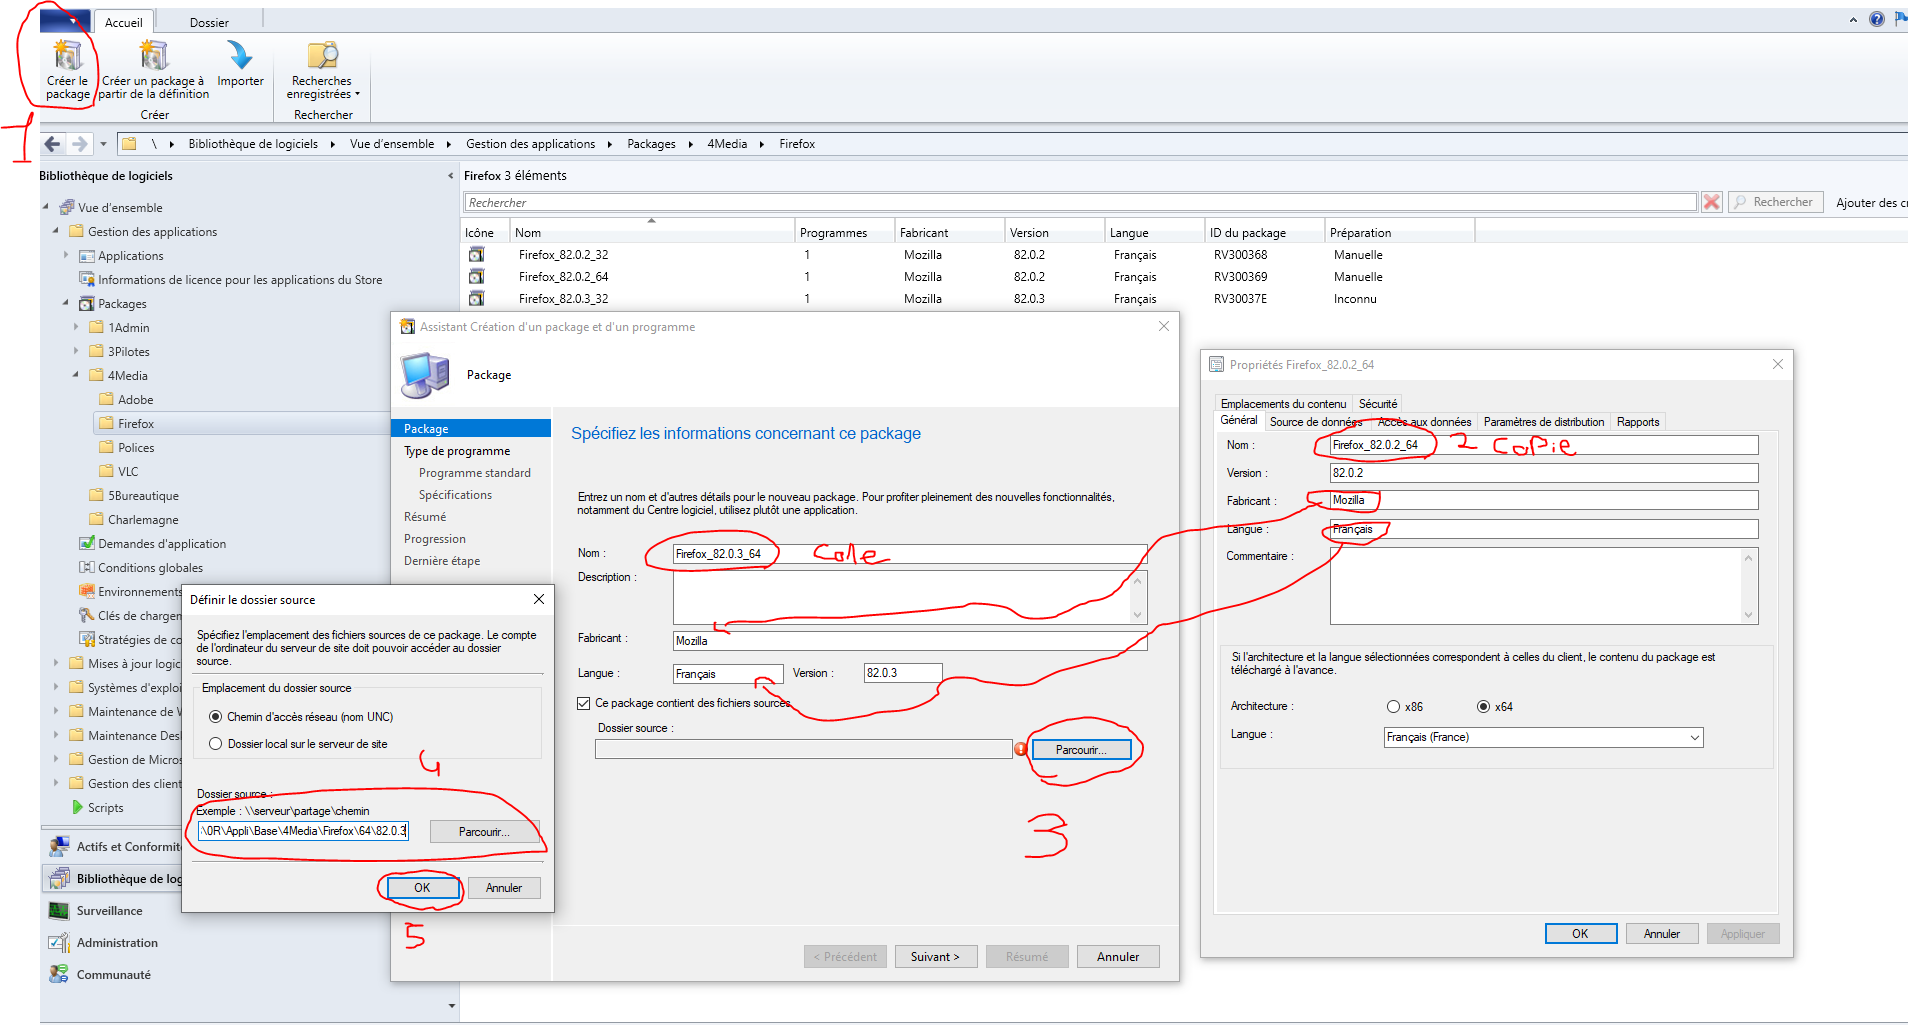 Accueil Dossier
Créer le package
Créer un package à partir de la définition
Importer
Recherches enregistrées
Créer
Rechercher
1
\ Bibliothèque de logiciels Vue d'ensemble Gestion des applications Packages 4Media Firefox
Bibliothèque de logiciels
Vue d'ensemble
Gestion des applications
Applications
Informations de licence pour les applications du Store
Packages
1Admin
3Pilotes
4Media
Adobe
Firefox
Polices
VLC
5Bureautique
Charlemagne
Demandes d'application
Conditions globales
Environnements
Clés de charger
Stratégies de co
Mises à jour logic
Systèmes d'exploi
Maintenance de W
Maintenance Des
Gestion de Micros
Gestion des client
Scripts
Actifs et Conformité
Bibliothèque de log
Surveillance
Administration
Communauté
Firefox 3 éléments
Rechercher
Rechercher
Ajouter des cr
Icône Nom Programmes Fabricant Version Langue ID du package Préparation
Firefox_82.0.2_32 1 Mozilla 82.0.2 Français RV300368 Manuelle
Firefox_82.0.2_64 1 Mozilla 82.0.2 Français RV300369 Manuelle
Firefox_82.0.3_32 1 Mozilla 82.0.3 Français RV30037E Inconnu
Assistant Création d'un package et d'un programme
Package
Package
Type de programme
Programme standard
Spécifications
Résumé
Progression
Dernière étape
Spécifiez les informations concernant ce package
Entrez un nom et d'autres détails pour le nouveau package. Pour profiter pleinement des nouvelles fonctionnalités,
notamment du Centre logiciel, utilisez plutôt une application.
Nom : Firefox_82.0.3_64 Colle
Description :
Fabricant : Mozilla
Langue : Français Version : 82.0.3
Ce package contient des fichiers sources
Dossier source :
Parcourir...
3
< Précédent Suivant > Résumé Annuler
Définir le dossier source
Spécifiez l'emplacement des fichiers sources de ce package. Le compte
de l'ordinateur du serveur de site doit pouvoir accéder au dossier
source.
Emplacement du dossier source
Chemin d'accès réseau (nom UNC)
Dossier local sur le serveur de site
4
Dossier source :
Exemple : \\serveur\partage\chemin
\0R\Appli\Base\4Media\Firefox\64\82.0.3 Parcourir...
OK Annuler
5
Propriétés Firefox_82.0.2_64
Emplacements du contenu Sécurité
Général Source de données Accès aux données Paramètres de distribution Rapports
Nom : Firefox_82.0.2_64 2 Copie
Version : 82.0.2
Fabricant : Mozilla
Langue : Français
Commentaire :
Si l'architecture et la langue sélectionnées correspondent à celles du client, le contenu du package est
téléchargé à l'avance.
Architecture : x86 x64
Langue : Français (France)
OK Annuler Appliquer